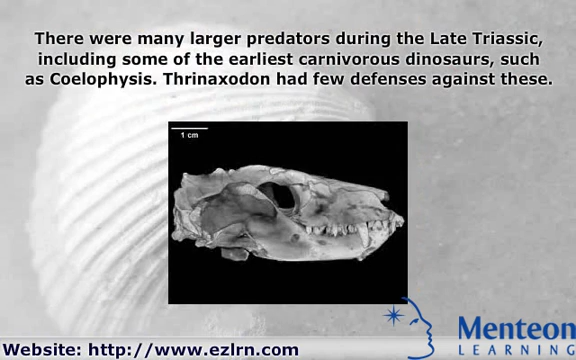 There were many larger predators during the Late Triassic,
including some of the earliest carnivorous dinosaurs, such
as Coelophysis. Thrinaxodon had few defenses against these.
1 cm
Menteon
LEARNING
Website: http://www.ezlrn.com